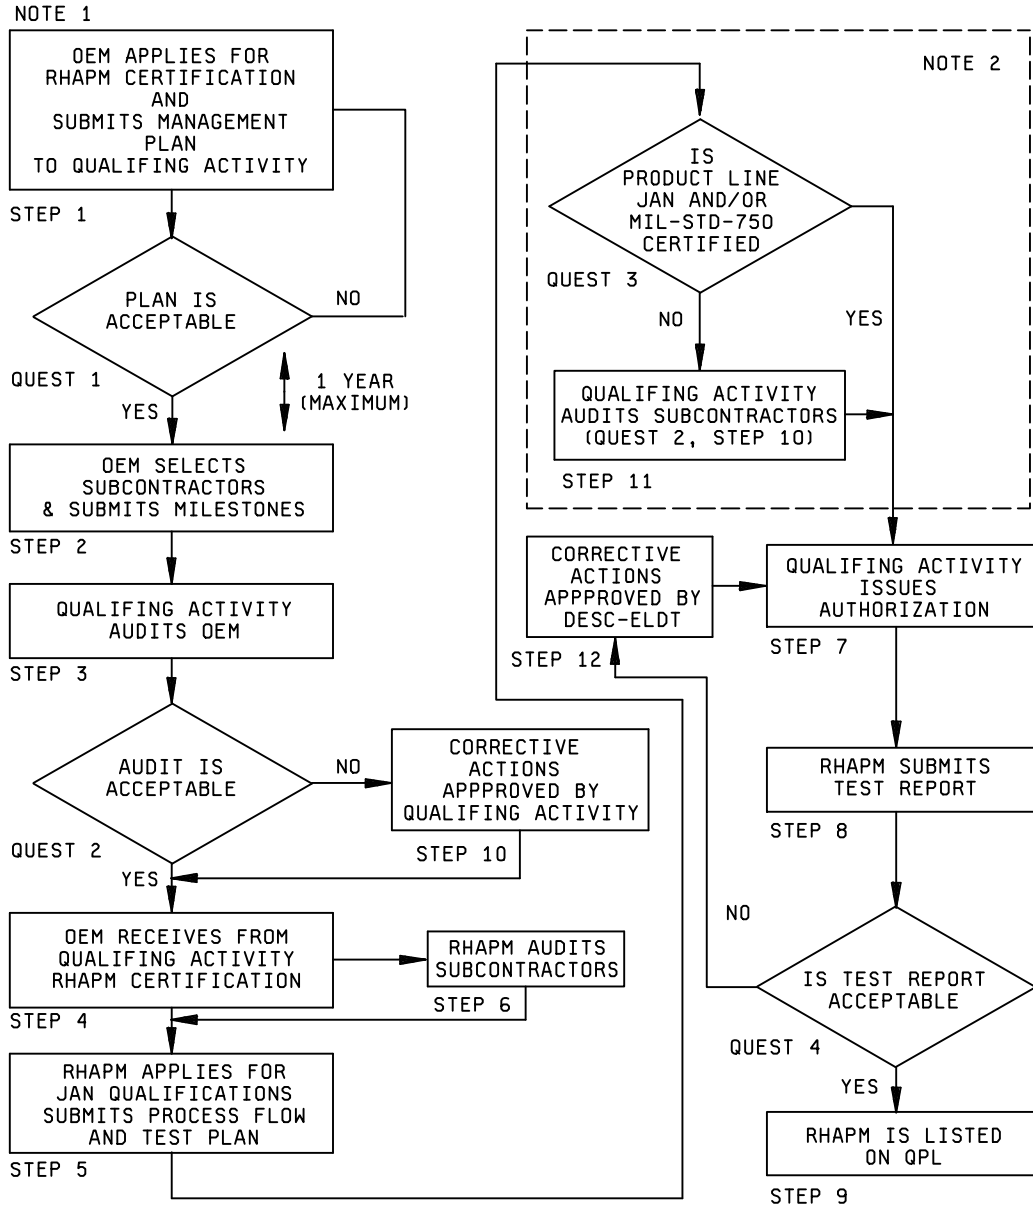 NOTE 1
OEM APPLIES FOR
RHAPM CERTIFICATION
AND
SUBMITS MANAGEMENT
PLAN
TO QUALIFING ACTIVITY
STEP 1
PLAN IS
ACCEPTABLE
NO
QUEST 1
YES
1 YEAR
(MAXIMUM)
OEM SELECTS
SUBCONTRACTORS
& SUBMITS MILESTONES
STEP 2
QUALIFING ACTIVITY
AUDITS OEM
STEP 3
AUDIT IS
ACCEPTABLE
NO
QUEST 2
YES
CORRECTIVE
ACTIONS
APPPROVED BY
QUALIFING ACTIVITY
STEP 10
OEM RECEIVES FROM
QUALIFING ACTIVITY
RHAPM CERTIFICATION
STEP 4
RHAPM AUDITS
SUBCONTRACTORS
STEP 6
RHAPM APPLIES FOR
JAN QUALIFICATIONS
SUBMITS PROCESS FLOW
AND TEST PLAN
STEP 5
NOTE 2
IS
PRODUCT LINE
JAN AND/OR
MIL-STD-750
CERTIFIED
QUEST 3
NO
YES
QUALIFING ACTIVITY
AUDITS SUBCONTRACTORS
(QUEST 2, STEP 10)
STEP 11
CORRECTIVE
ACTIONS
APPPROVED BY
DESC-ELDT
STEP 12
QUALIFING ACTIVITY
ISSUES
AUTHORIZATION
STEP 7
RHAPM SUBMITS
TEST REPORT
STEP 8
NO
IS TEST REPORT
ACCEPTABLE
QUEST 4
YES
RHAPM IS LISTED
ON QPL
STEP 9